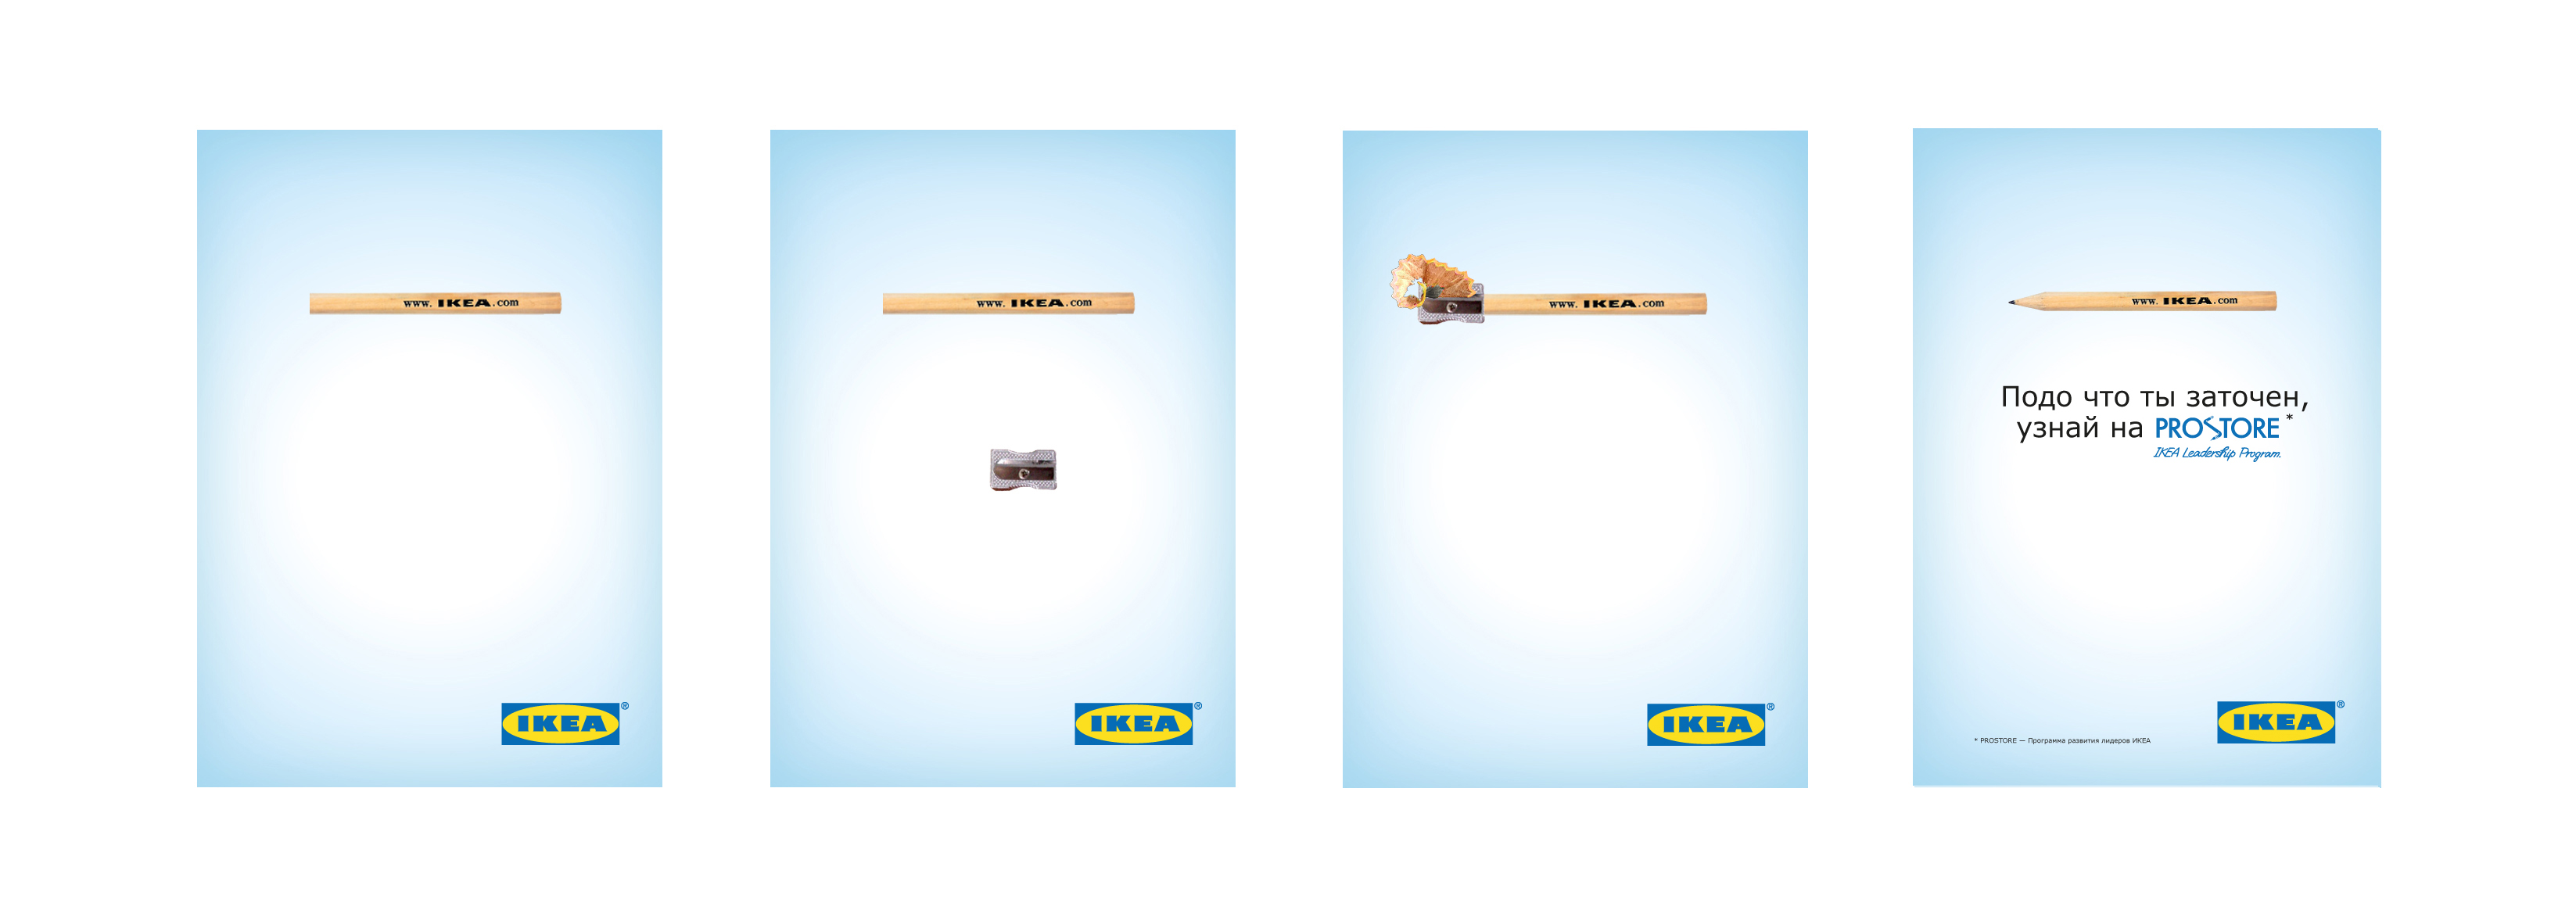 www. IKEA.com
IKEA®
www. IKEA.com
IKEA®
www. IKEA.com
IKEA®
www. IKEA.com
Подо что ты заточен,
узнай на PROSTORE*
IKEA Leadership Program.
* PROSTORE — Программа развития лидеров ИКЕА
IKEA®